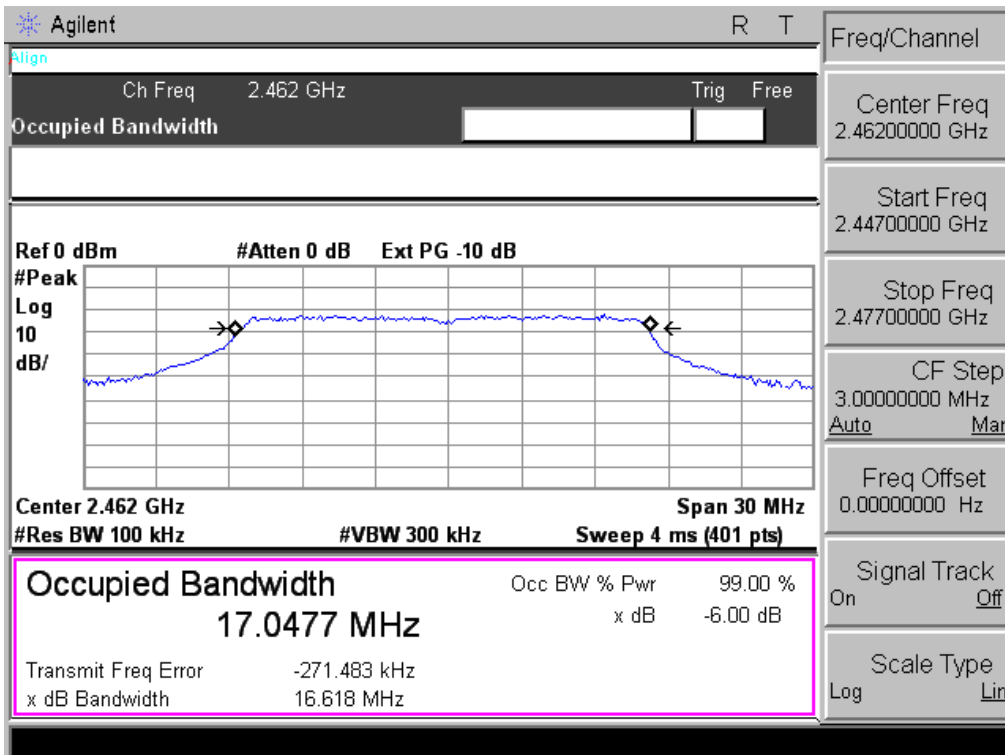 Agilent R T
Align
Ch Freq 2.462 GHz Trig Free
Occupied Bandwidth
Ref 0 dBm #Atten 0 dB Ext PG -10 dB
#Peak
Log
10
dB/
Center 2.462 GHz Span 30 MHz
#Res BW 100 kHz #VBW 300 kHz Sweep 4 ms (401 pts)
Occupied Bandwidth Occ BW % Pwr 99.00 %
17.0477 MHz x dB -6.00 dB
Transmit Freq Error -271.483 kHz
x dB Bandwidth 16.618 MHz
Freq/Channel
Center Freq
2.46200000 GHz
Start Freq
2.44700000 GHz
Stop Freq
2.47700000 GHz
CF Step
3.00000000 MHz
Auto Man
Freq Offset
0.00000000 Hz
Signal Track
On Off
Scale Type
Log Lin